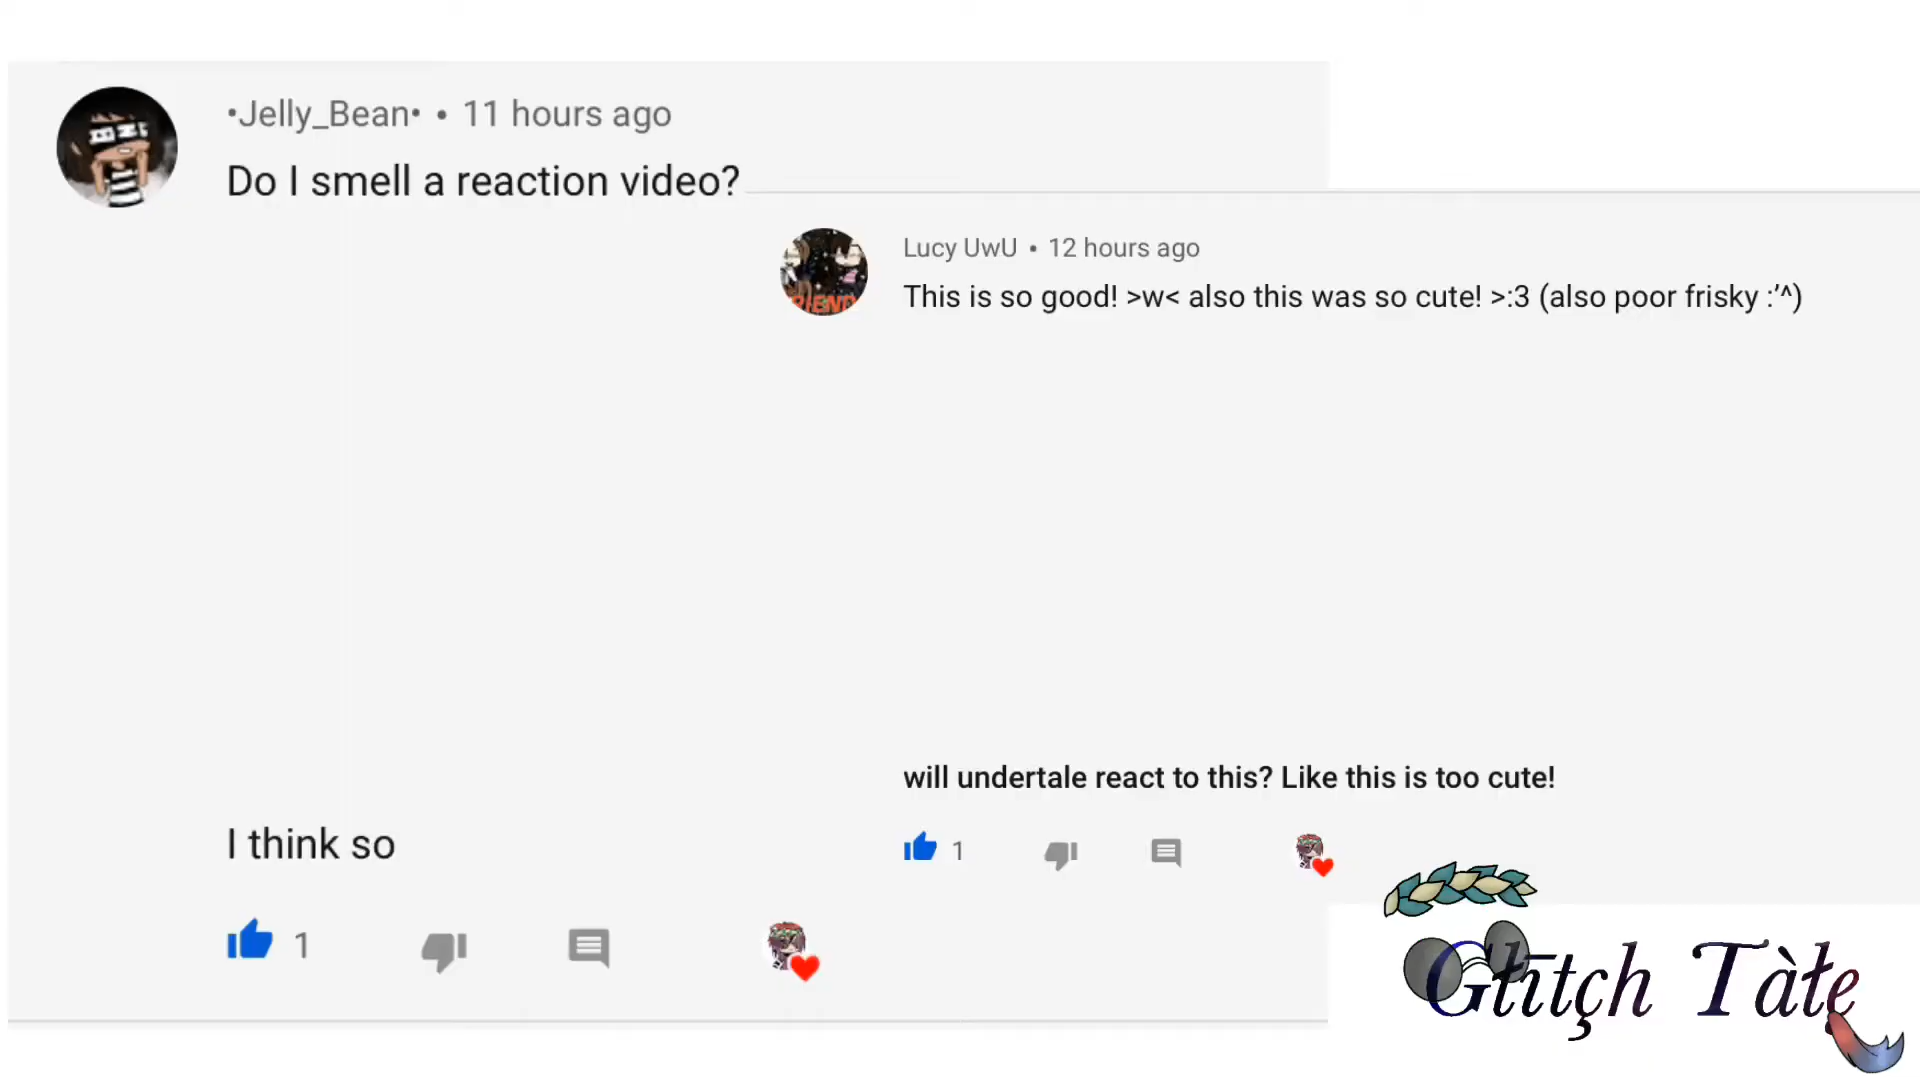 •Jelly_Bean• • 11 hours ago
Do I smell a reaction video?
I think so
1
Lucy UwU • 12 hours ago
This is so good! >w< also this was so cute! >:3 (also poor frisky :’^)
will undertale react to this? Like this is too cute!
1
Glītçh Tàłe